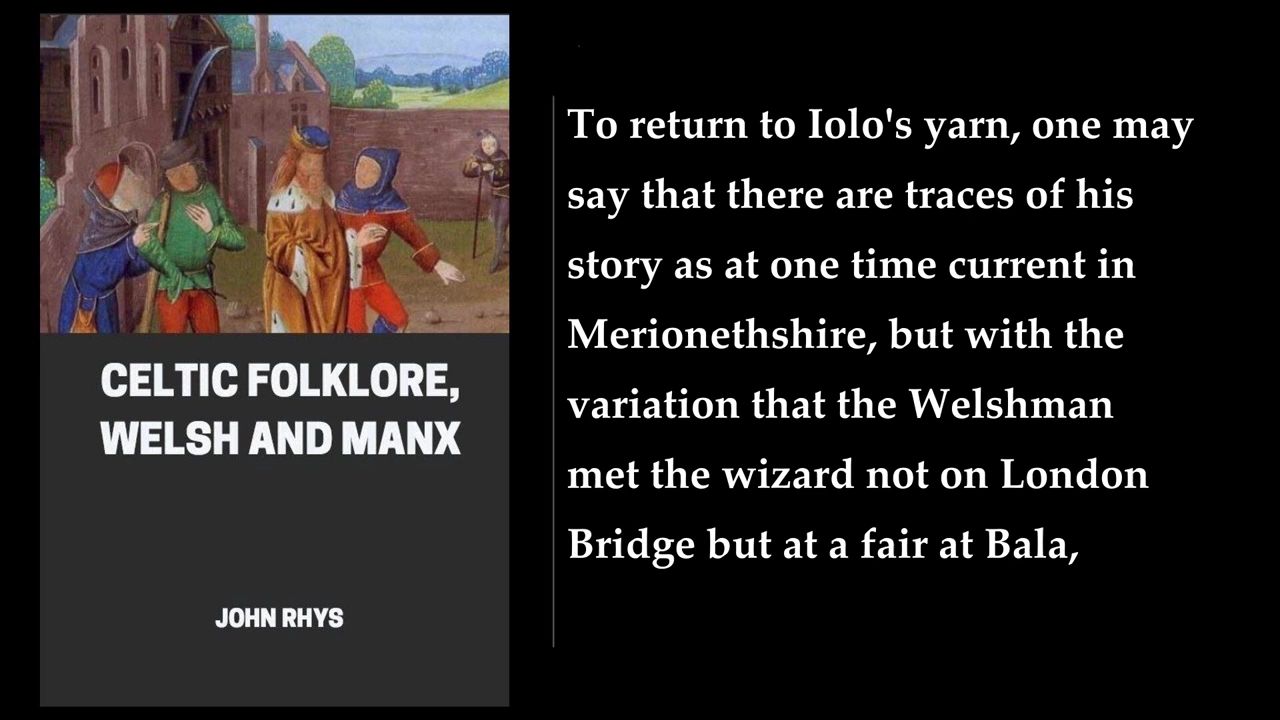 CELTIC FOLKLORE,
WELSH AND MANX
JOHN RHYS
To return to Iolo's yarn, one may
say that there are traces of his
story as at one time current in
Merionethshire, but with the
variation that the Welshman
met the wizard not on London
Bridge but at a fair at Bala,